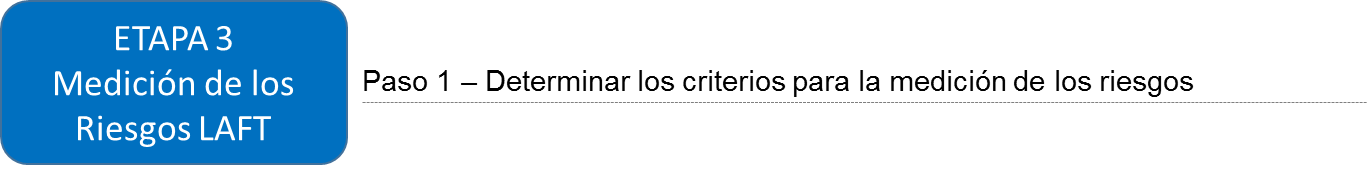 ETAPA 3
Medición de los
Riesgos LAFT
Paso 1 – Determinar los criterios para la medición de los riesgos